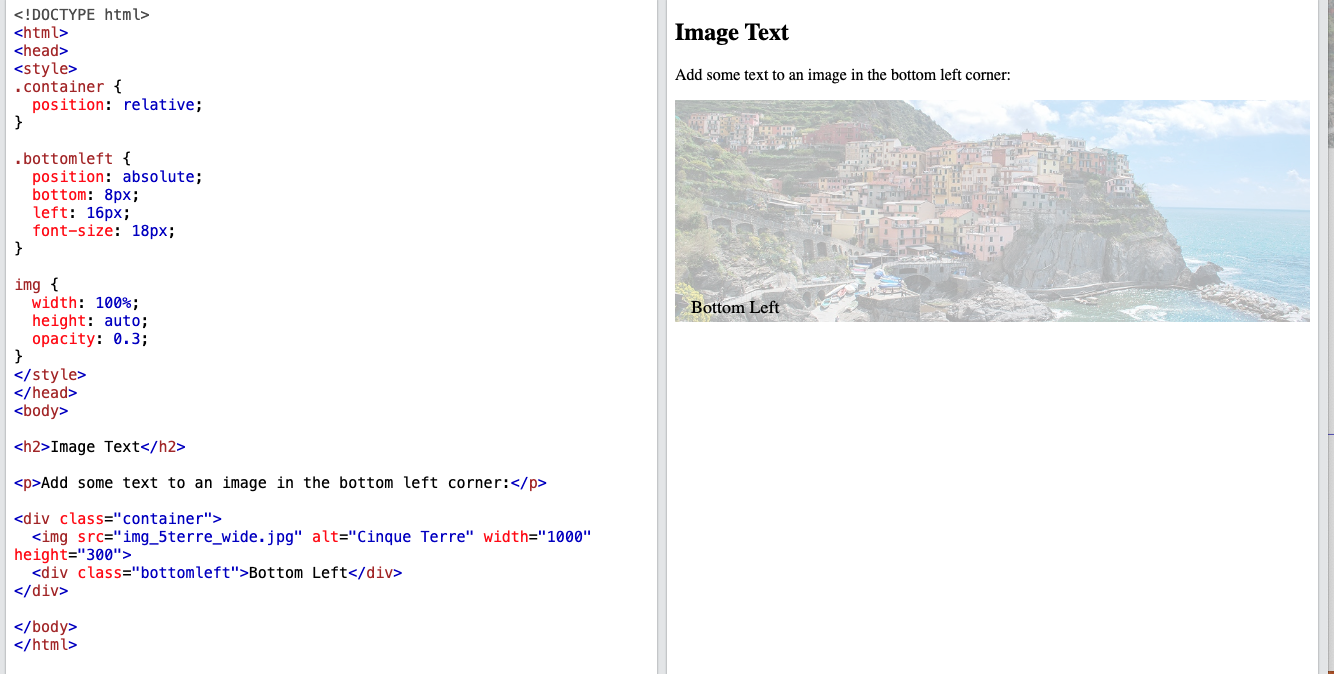 <!DOCTYPE html>
<html>
<head>
<style>
.container {
  position: relative;
}

.bottomleft {
  position: absolute;
  bottom: 8px;
  left: 16px;
  font-size: 18px;
}

img {
  width: 100%;
  height: auto;
  opacity: 0.3;
}
</style>
</head>
<body>

<h2>Image Text</h2>

<p>Add some text to an image in the bottom left corner:</p>

<div class="container">
  <img src="img_5terre_wide.jpg" alt="Cinque Terre" width="1000"
height="300">
  <div class="bottomleft">Bottom Left</div>
</div>

</body>
</html>
Image Text
Add some text to an image in the bottom left corner:
Bottom Left